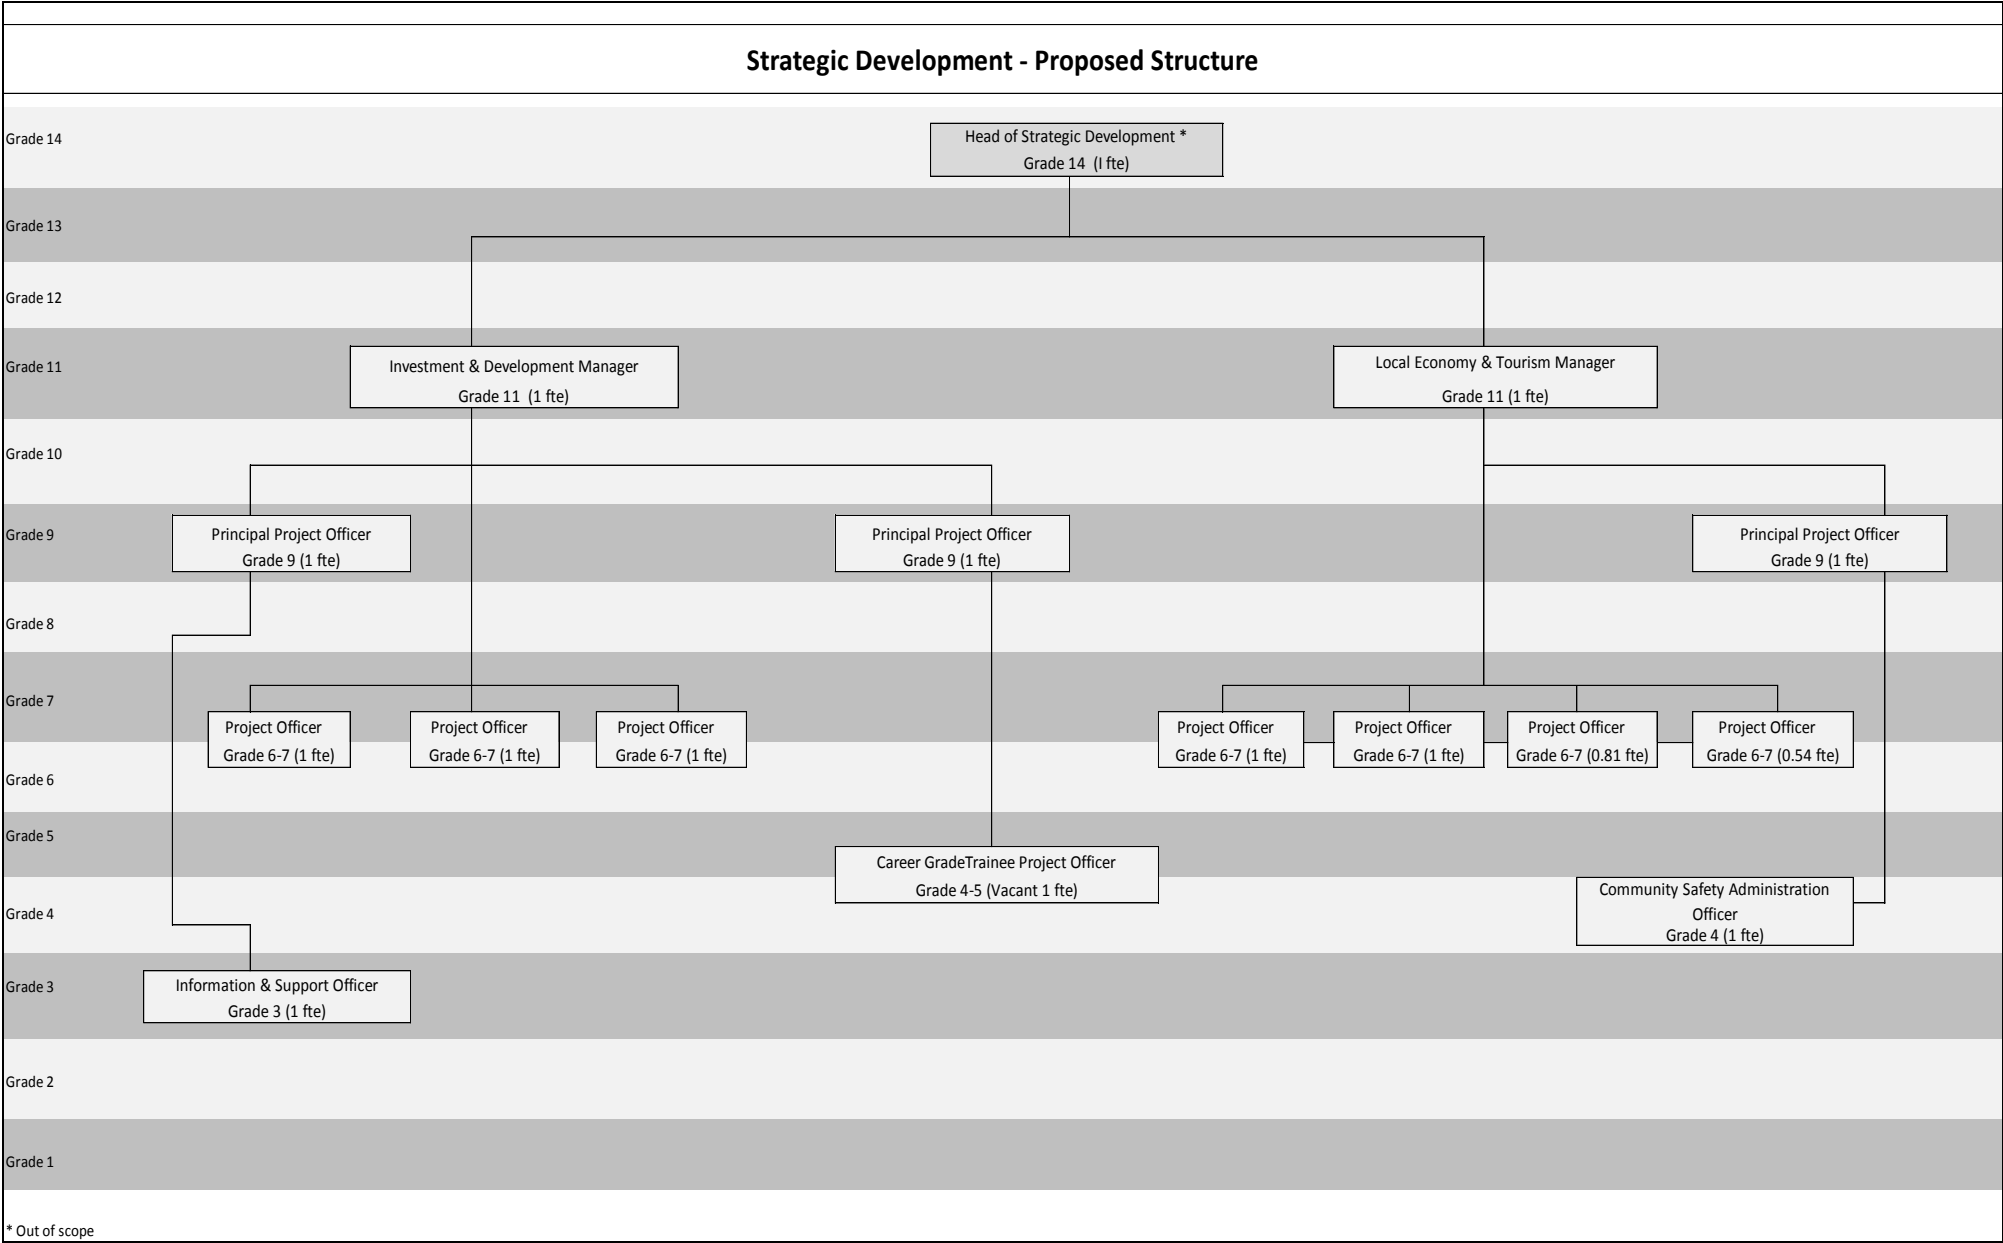 Strategic Development - Proposed Structure
Grade 14
Head of Strategic Development *
Grade 14 (I fte)
Grade 13
Grade 12
Grade 11
Investment & Development Manager
Grade 11 (1 fte)
Local Economy & Tourism Manager
Grade 11 (1 fte)
Grade 10
Grade 9
Principal Project Officer
Grade 9 (1 fte)
Principal Project Officer
Grade 9 (1 fte)
Principal Project Officer
Grade 9 (1 fte)
Grade 8
Grade 7
Project Officer
Grade 6-7 (1 fte)
Project Officer
Grade 6-7 (1 fte)
Project Officer
Grade 6-7 (1 fte)
Project Officer
Grade 6-7 (1 fte)
Project Officer
Grade 6-7 (1 fte)
Project Officer
Grade 6-7 (0.81 fte)
Project Officer
Grade 6-7 (0.54 fte)
Grade 6
Grade 5
Career GradeTrainee Project Officer
Grade 4-5 (Vacant 1 fte)
Grade 4
Community Safety Administration
Officer
Grade 4 (1 fte)
Grade 3
Information & Support Officer
Grade 3 (1 fte)
Grade 2
Grade 1
* Out of scope